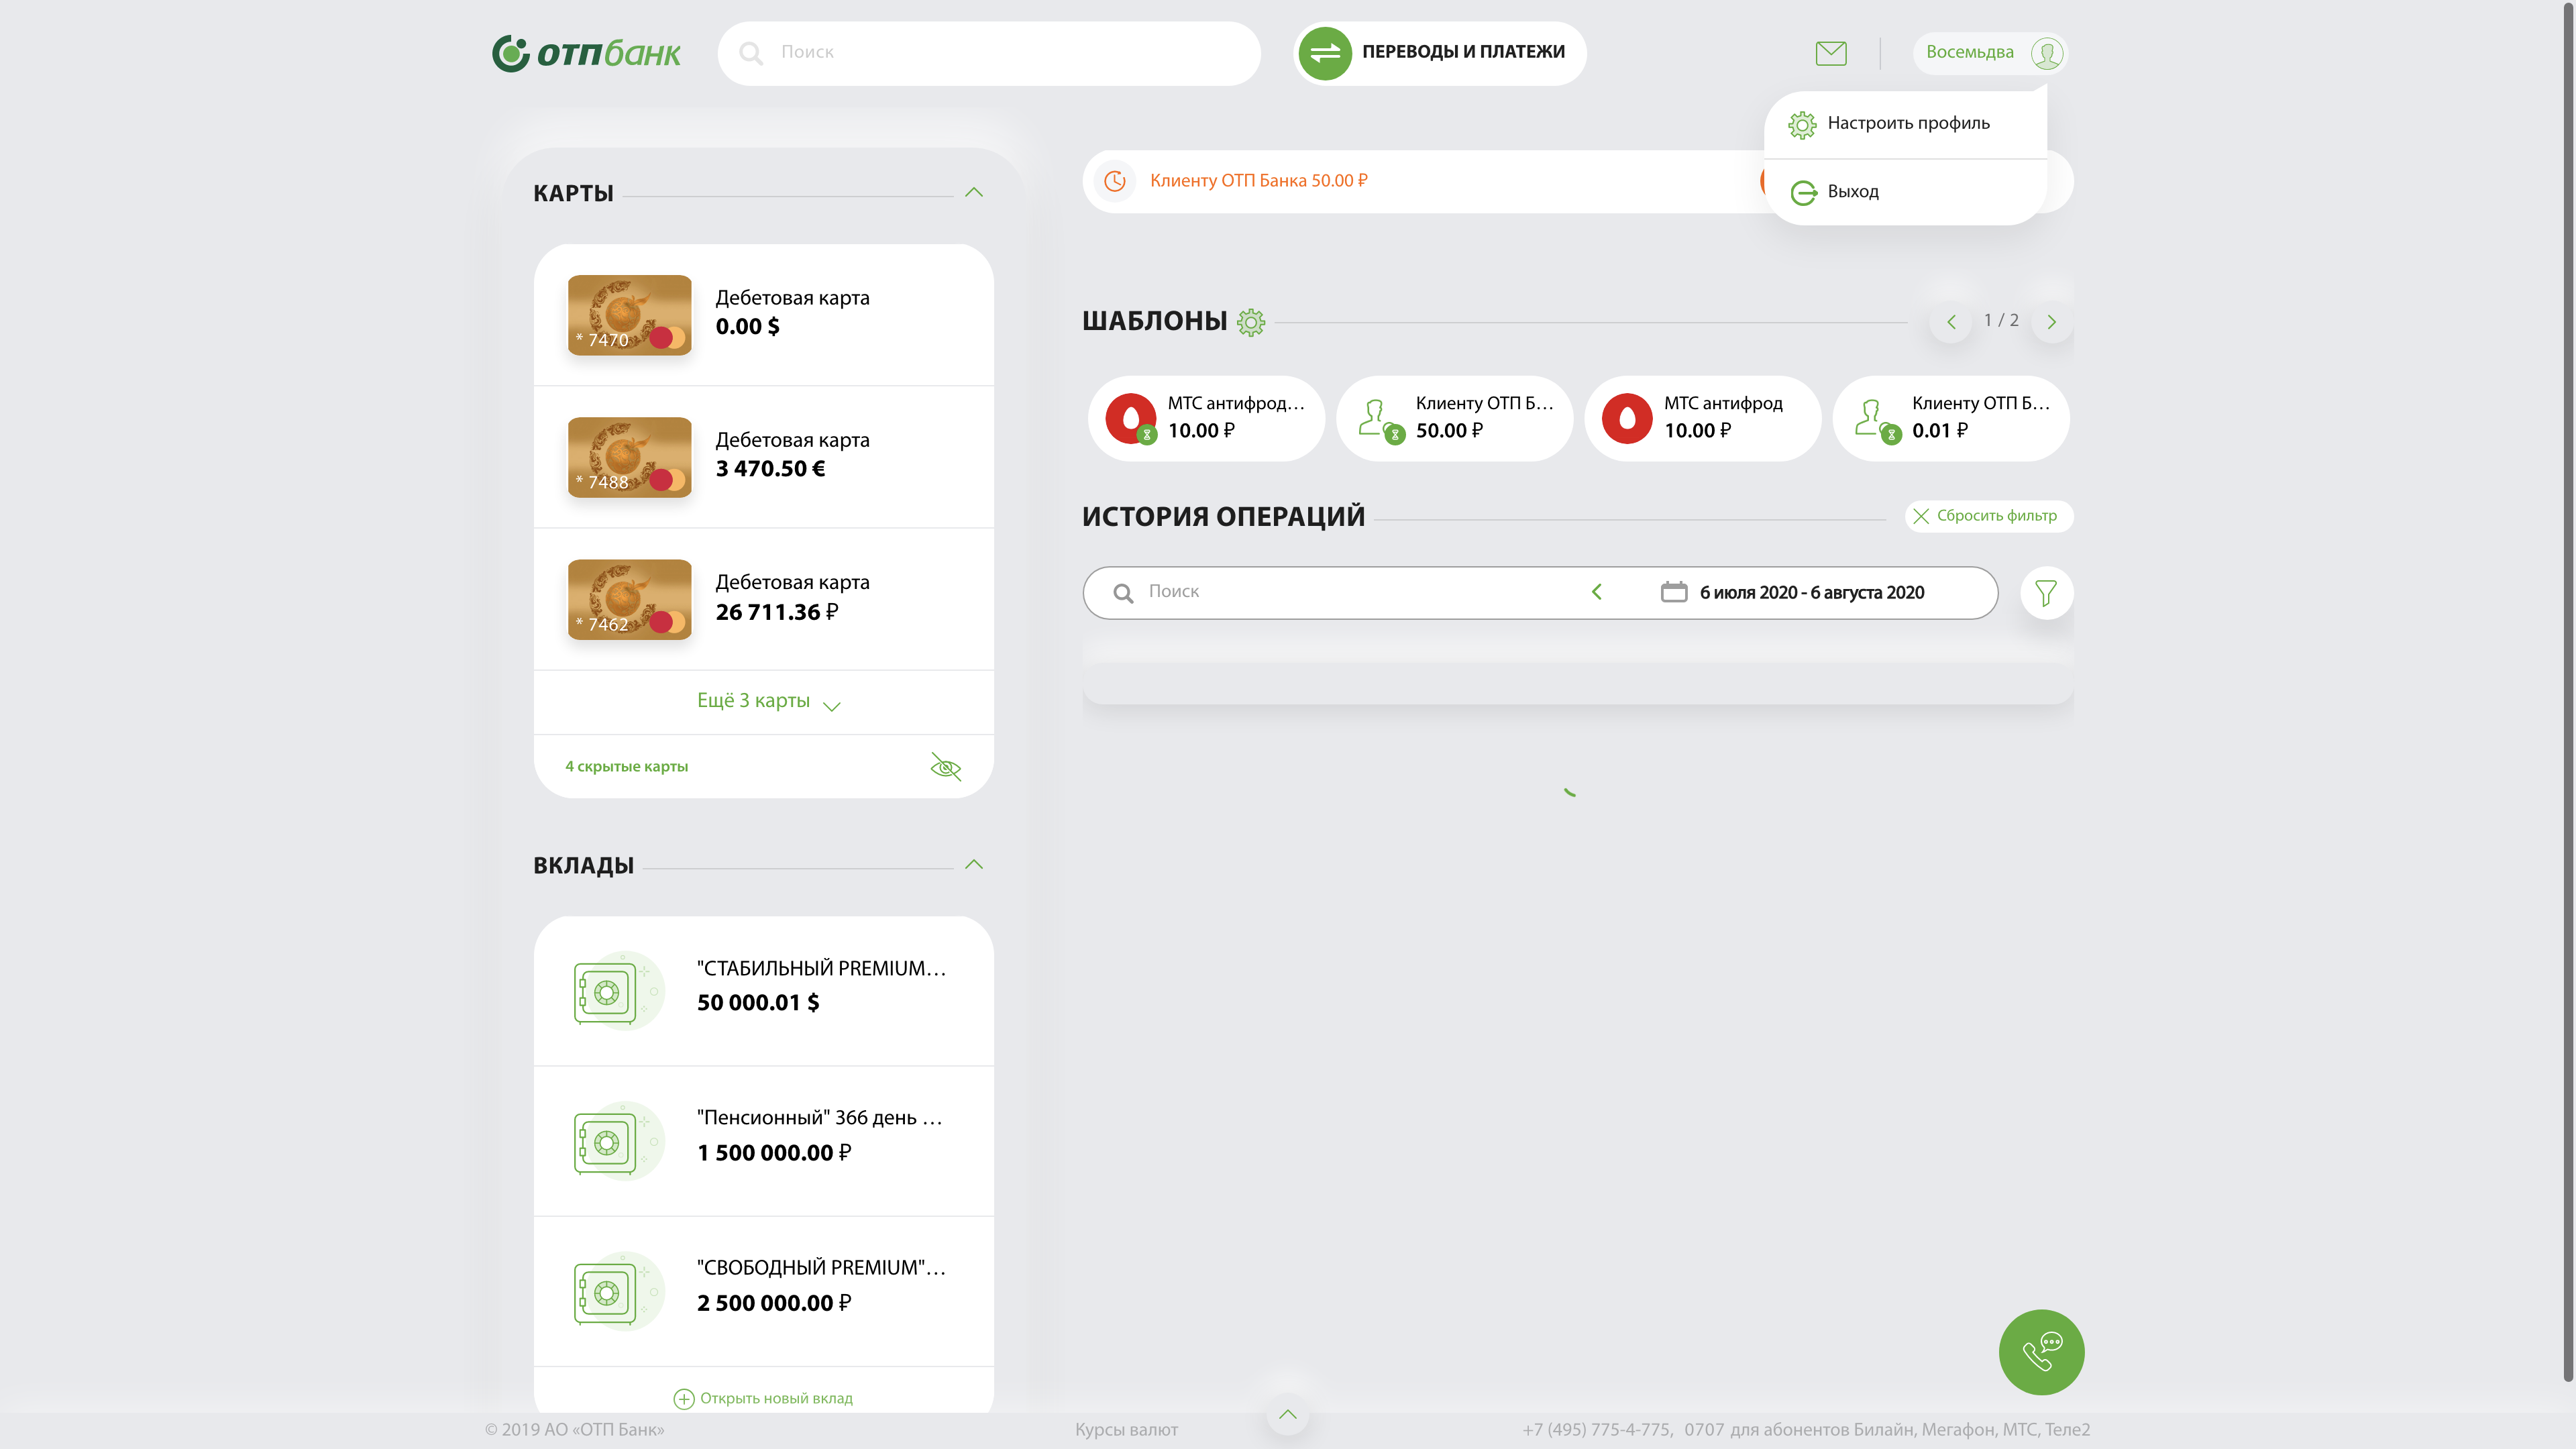 отпбанк
Поиск
ПЕРЕВОДЫ И ПЛАТЕЖИ
Восемьдва
Настроить профиль
Выход
КАРТЫ
* 7470
Дебетовая карта
0.00 $
* 7488
Дебетовая карта
3 470.50 €
* 7462
Дебетовая карта
26 711.36 ₽
Ещё 3 карты
4 скрытые карты
ВКЛАДЫ
"СТАБИЛЬНЫЙ PREMIUM…
50 000.01 $
"Пенсионный" 366 день …
1 500 000.00 ₽
"СВОБОДНЫЙ PREMIUM"…
2 500 000.00 ₽
Открыть новый вклад
Клиенту ОТП Банка 50.00 ₽
ШАБЛОНЫ
1 / 2
МТС антифрод…
10.00 ₽
Клиенту ОТП Б…
50.00 ₽
МТС антифрод
10.00 ₽
Клиенту ОТП Б…
0.01 ₽
ИСТОРИЯ ОПЕРАЦИЙ
Сбросить фильтр
Поиск
6 июля 2020 - 6 августа 2020
© 2019 АО «ОТП Банк»
Курсы валют
+7 (495) 775-4-775, 0707 для абонентов Билайн, Мегафон, МТС, Теле2